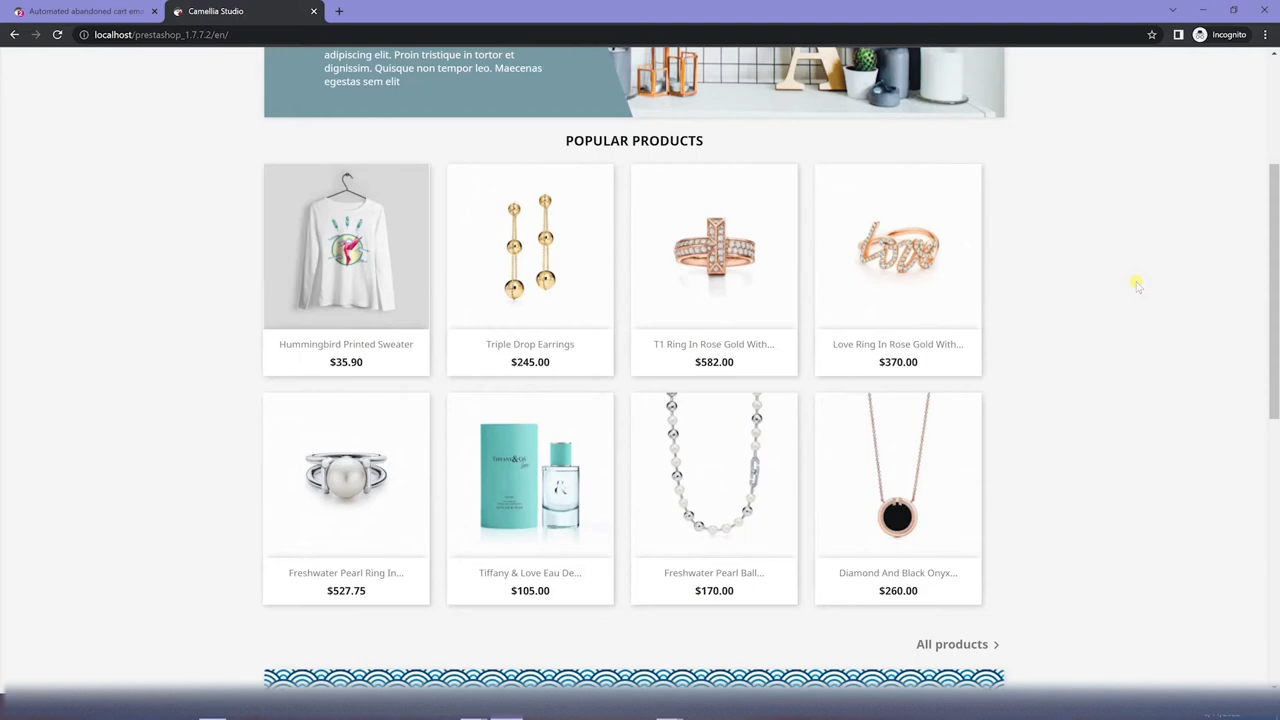 Automated abandoned cart ema
Camellia Studio
localhost/prestashop_1.7.7.2/en/
Incognito
adipiscing elit. Proin tristique in tortor et
dignissim. Quisque non tempor leo. Maecenas
egestas sem elit
POPULAR PRODUCTS
Hummingbird Printed Sweater
$35.90
Triple Drop Earrings
$245.00
T1 Ring In Rose Gold With...
$582.00
Love Ring In Rose Gold With...
$370.00
TIFFANY & CO.
&
Freshwater Pearl Ring In...
$527.75
Tiffany & Love Eau De...
$105.00
Freshwater Pearl Ball...
$170.00
Diamond And Black Onyx...
$260.00
All products